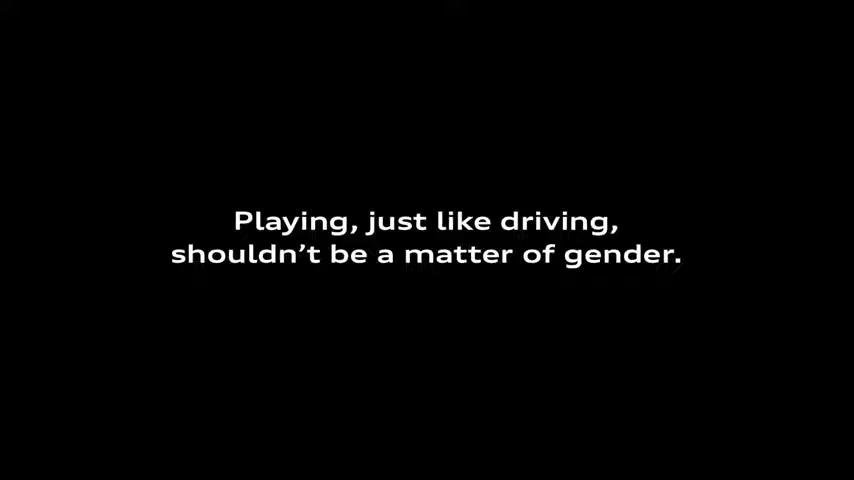 Playing, just like driving,
shouldn’t be a matter of gender.